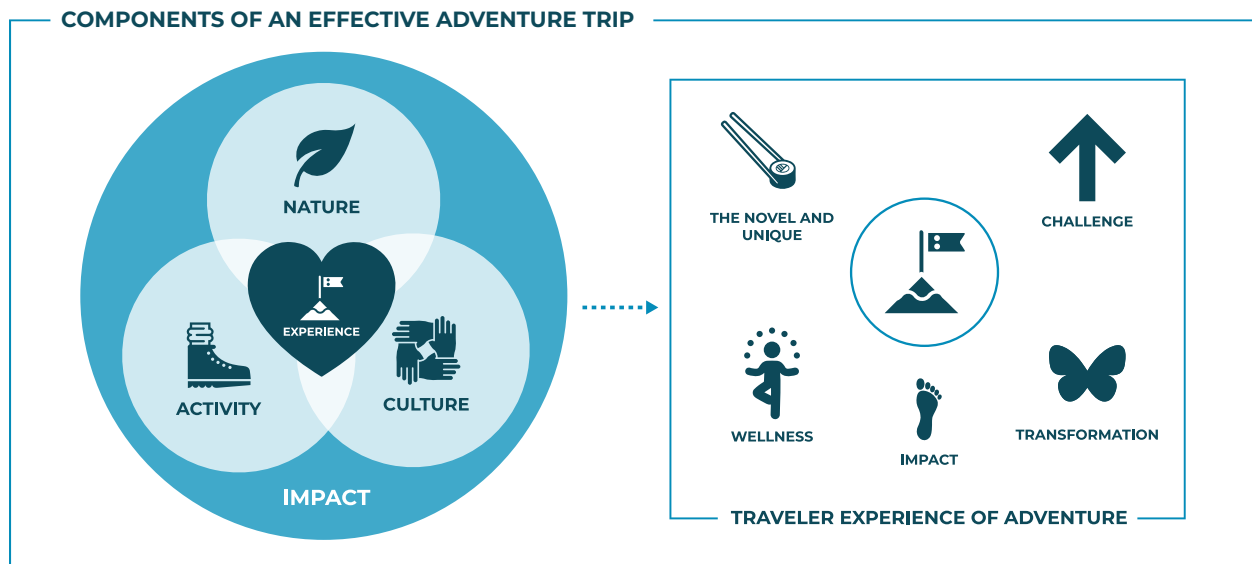 COMPONENTS OF AN EFFECTIVE ADVENTURE TRIP
NATURE
EXPERIENCE
ACTIVITY
CULTURE
IMPACT
THE NOVEL AND
UNIQUE
CHALLENGE
WELLNESS
IMPACT
TRANSFORMATION
TRAVELER EXPERIENCE OF ADVENTURE